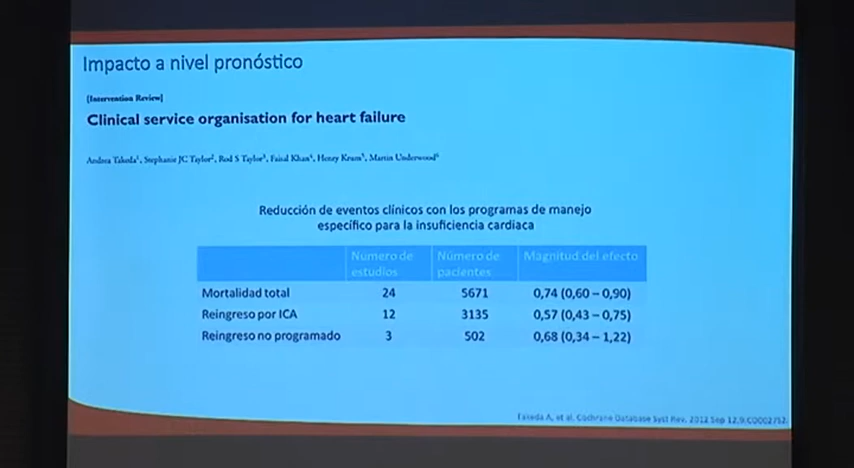 Impacto a nivel pronóstico
[Intervention Review]
Clinical service organisation for heart failure
Andrea Takeda¹, Stephanie JC Taylor², Rod S Taylor³, Faisal Khan⁴, Henry Krum⁵, Martin Underwood⁶
Reducción de eventos clínicos con los programas de manejo
específico para la insuficiencia cardiaca
Número de estudios Número de pacientes Magnitud del efecto
Mortalidad total 24 5671 0,74 (0,60 – 0,90)
Reingreso por ICA 12 3135 0,57 (0,43 – 0,75)
Reingreso no programado 3 502 0,68 (0,34 – 1,22)
Takeda A, et al. Cochrane Database Syst Rev. 2012 Sep 12;9:CD002752.